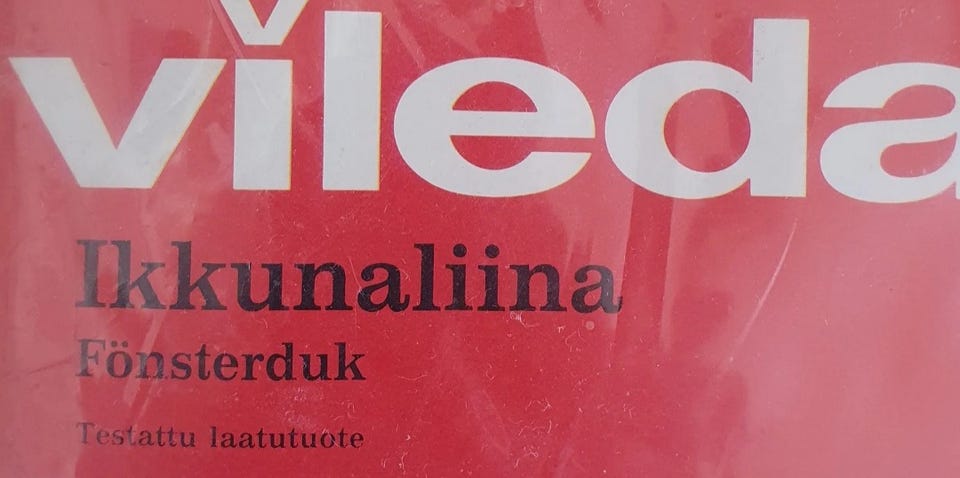 vileda
Ikkunaliina
Fönsterduk
Testattu laatutuote